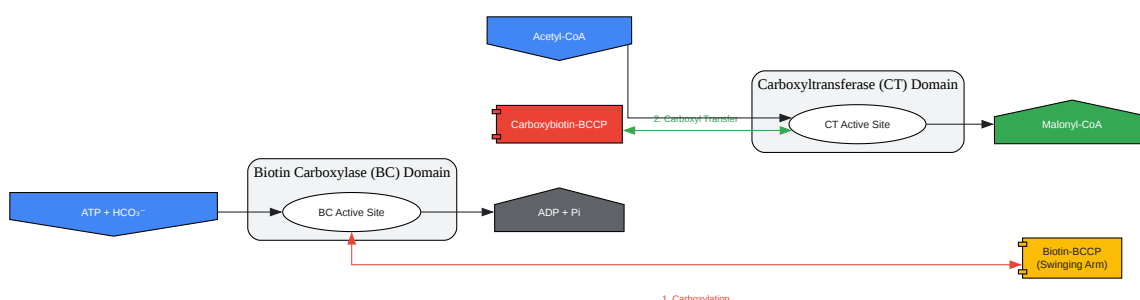 Acetyl-CoA
Carboxyltransferase (CT) Domain
Carboxybiotin-BCCP
2. Carboxyl Transfer
CT Active Site
Malonyl-CoA
Biotin Carboxylase (BC) Domain
ATP + HCO₃⁻
BC Active Site
ADP + Pi
Biotin-BCCP
(Swinging Arm)
1. Carboxylation